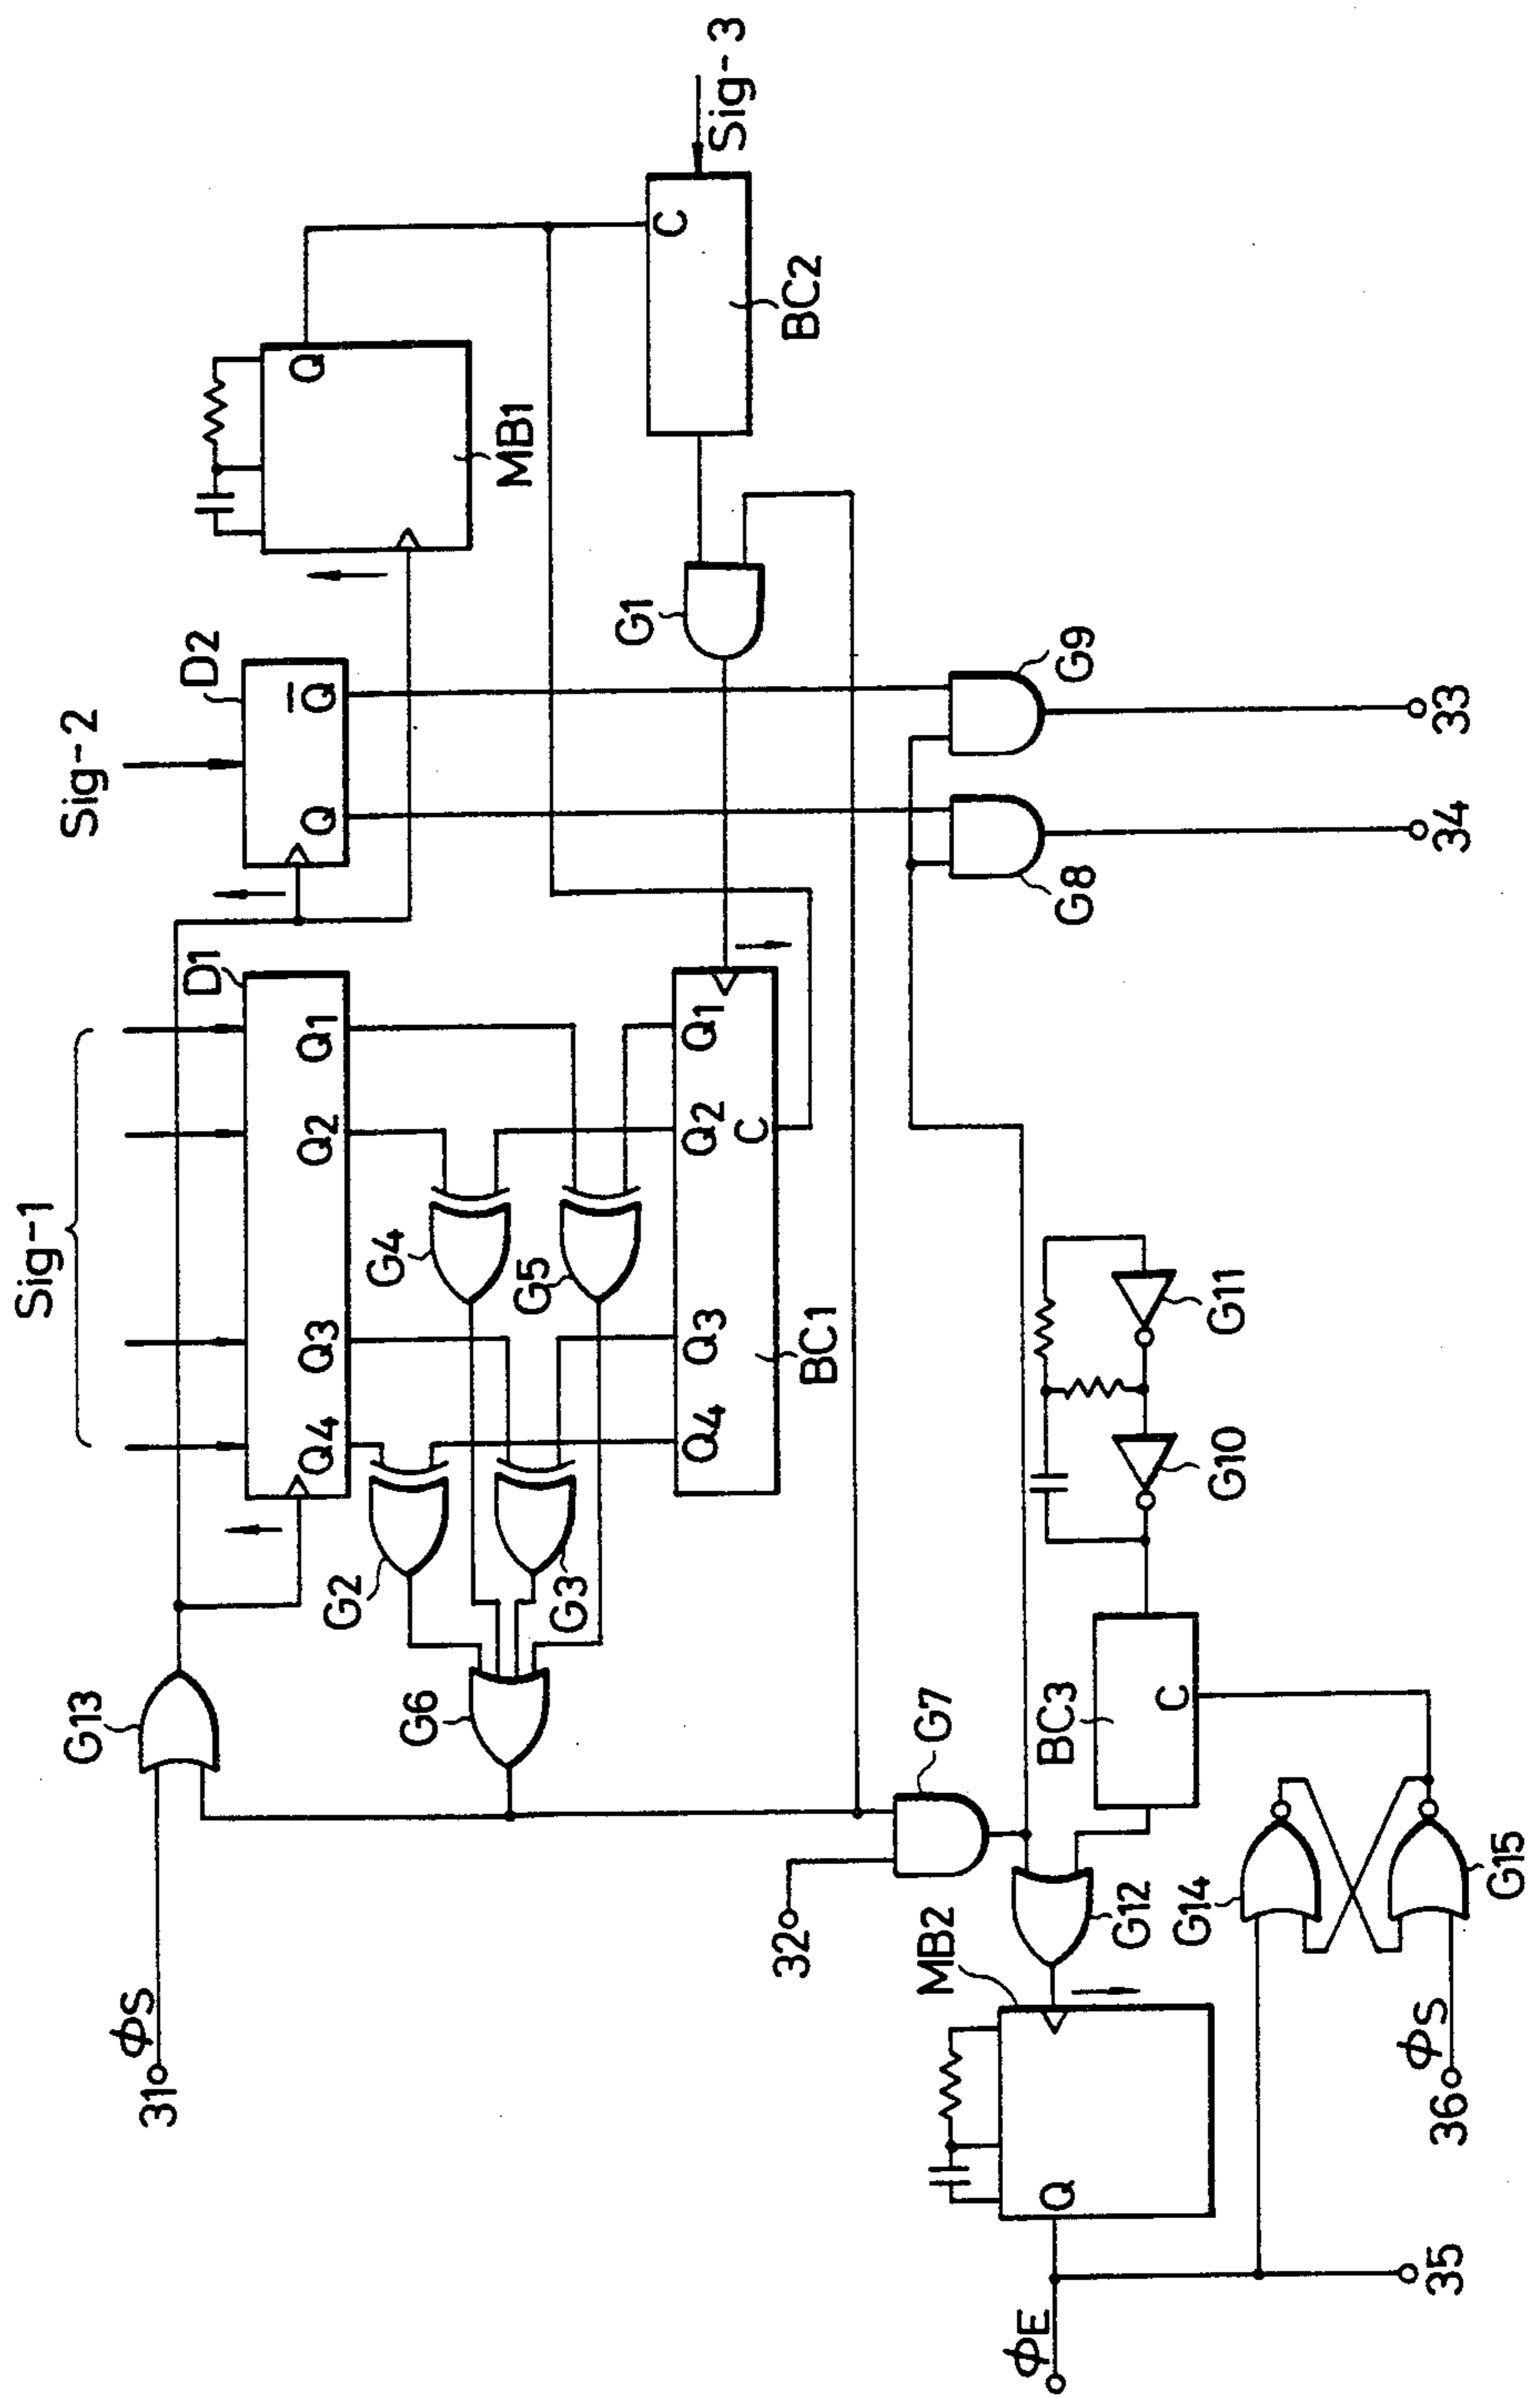 Sig-1
Sig-2
Sig-3
31
ϕS
G13
D1
Q4
Q3
Q2
Q1
D2
Q
Q̅
MB1
Q
G2
G4
G3
G5
G6
BC1
Q4
Q3
Q2
Q1
C
G1
BC2
C
32
G7
G8
G9
34
33
ϕE
MB2
Q
G12
BC3
C
G10
G11
G14
G15
35
36
ϕS